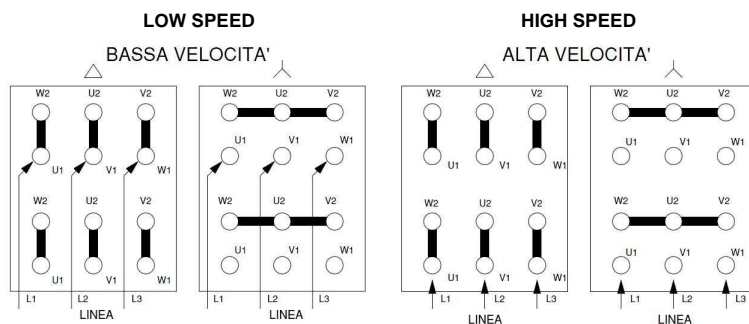 LOW SPEED HIGH SPEED
BASSA VELOCITA' ALTA VELOCITA'
W2 U2 V2 W2 U2 V2 W2 U2 V2 W2 U2 V2
U1 V1 W1 U1 V1 W1 U1 V1 W1 U1 V1 W1
W2 U2 V2 W2 U2 V2 W2 U2 V2 W2 U2 V2
U1 V1 W1 U1 V1 W1 U1 V1 W1 U1 V1 W1
L1 L2 L3 L1 L2 L3 L1 L2 L3 L1 L2 L3
LINEA LINEA LINEA LINEA